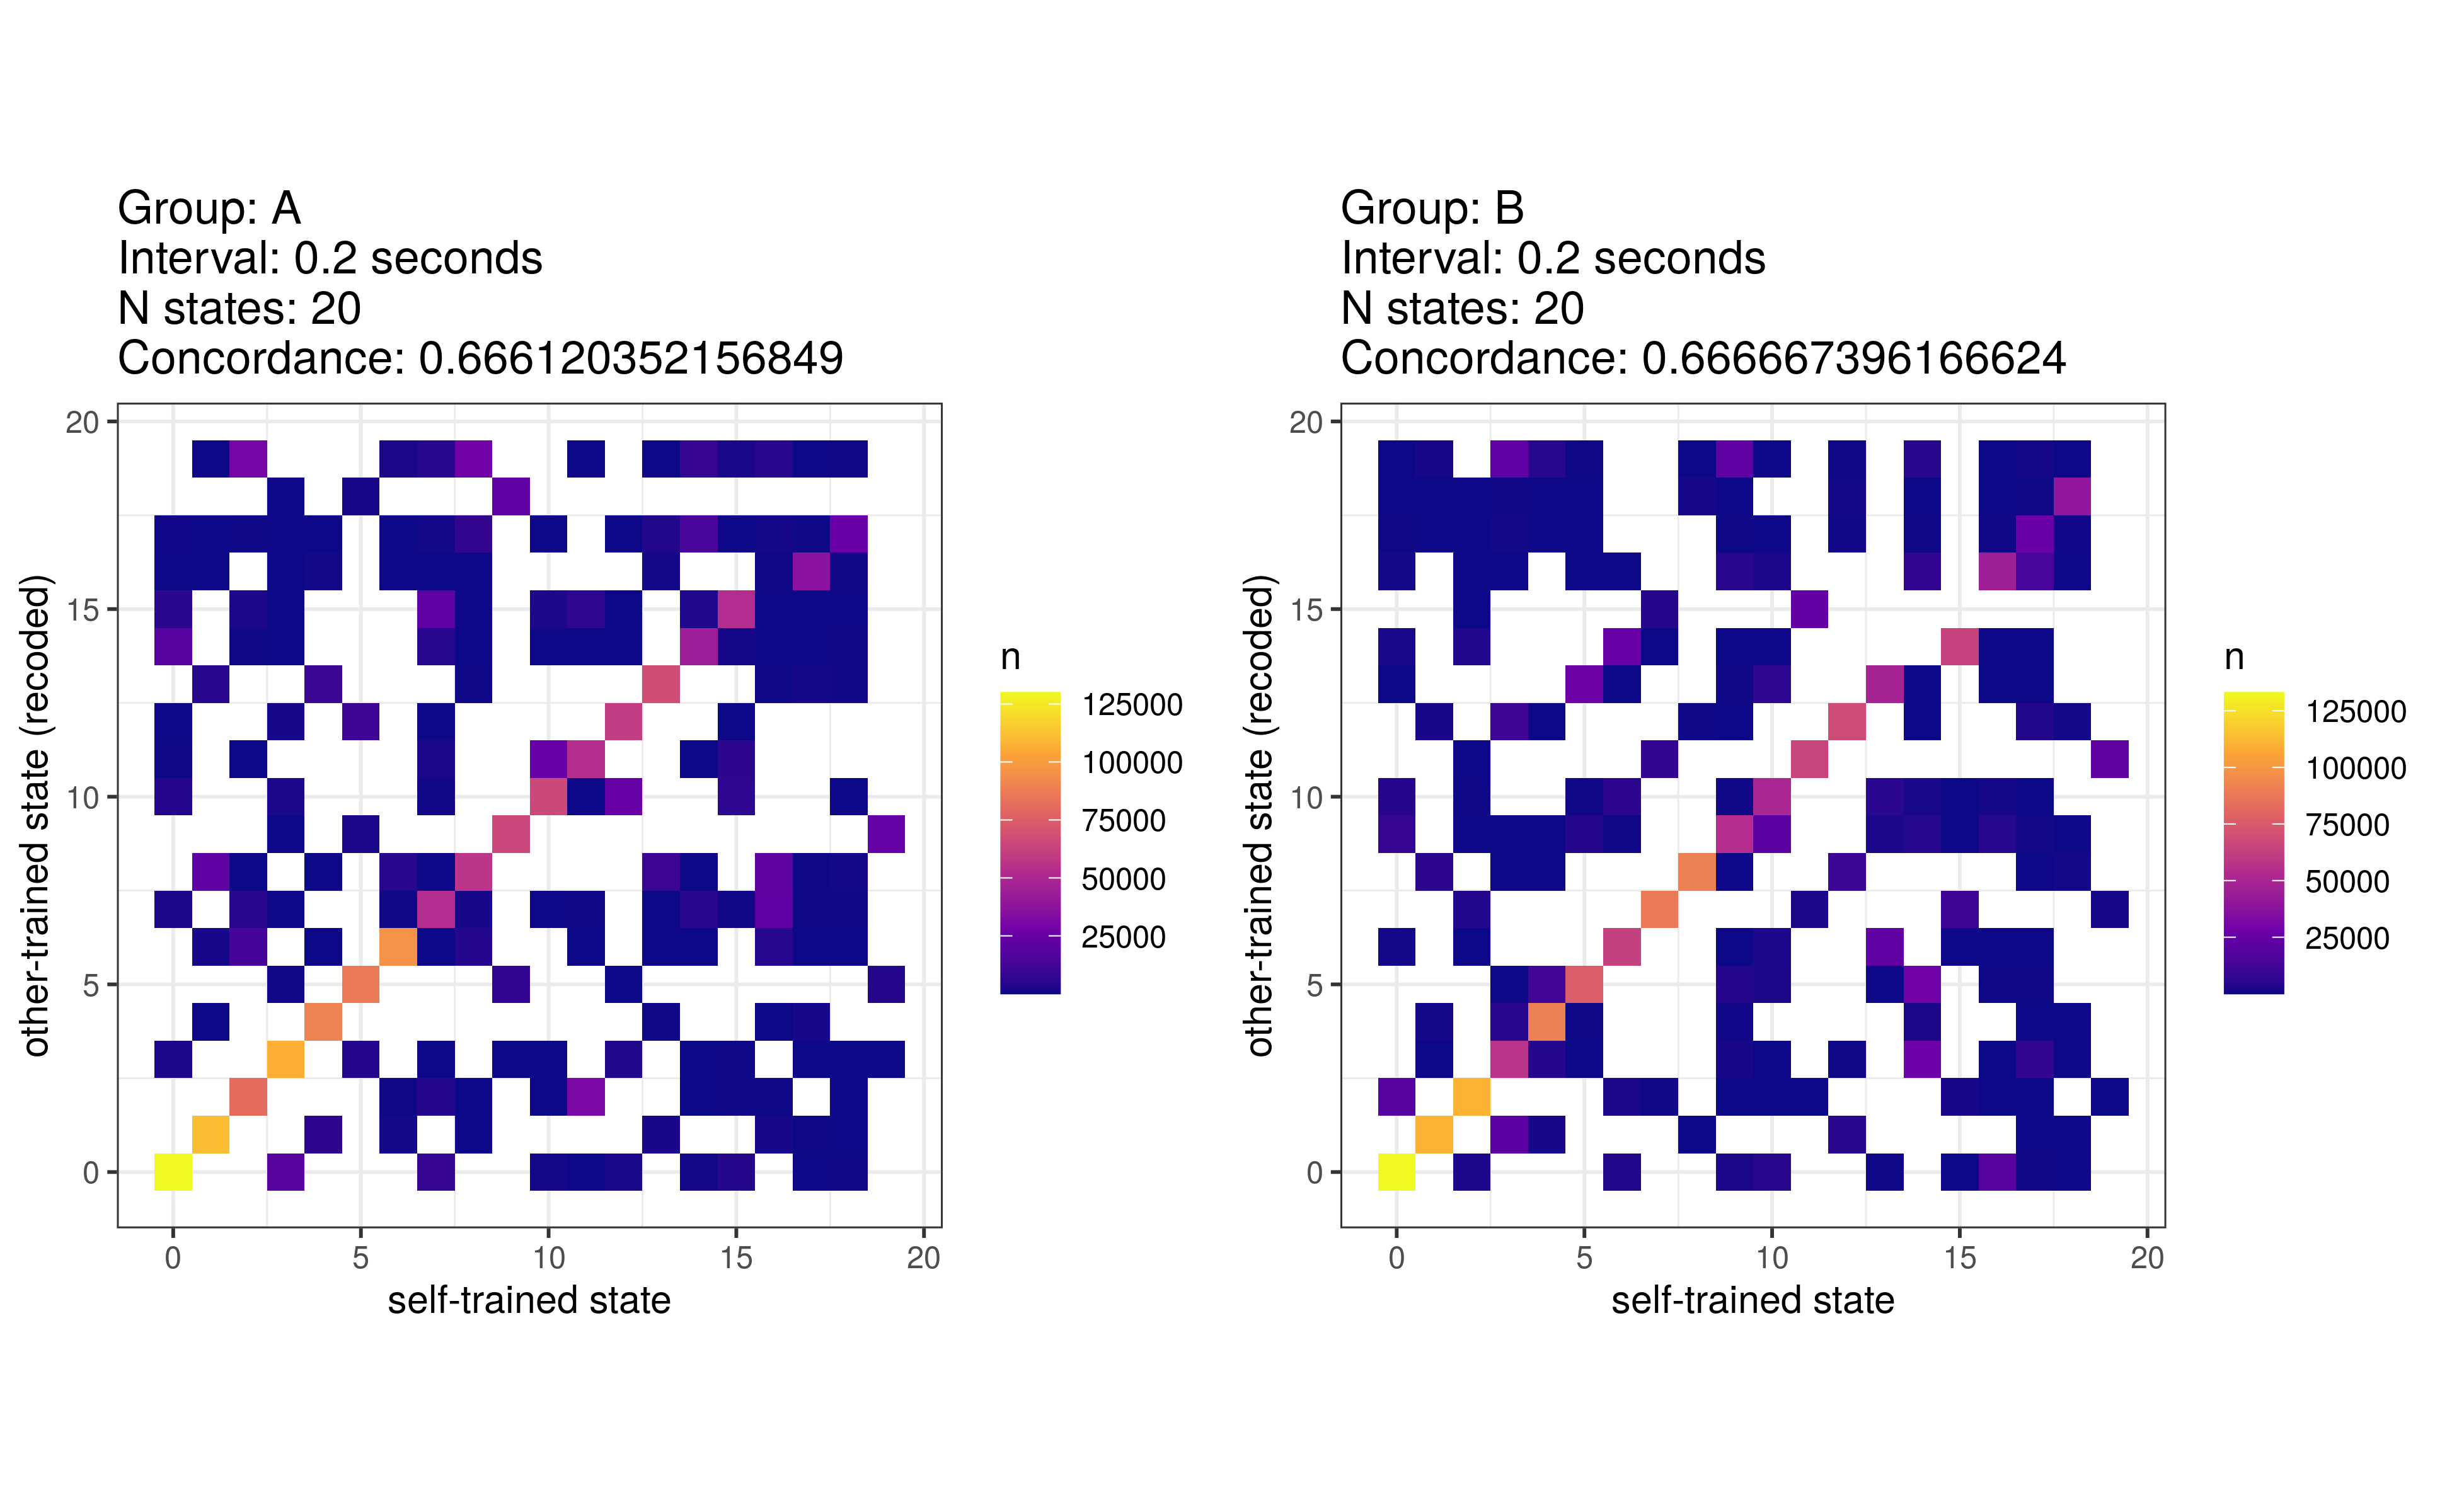 Group: A
Interval: 0.2 seconds
N states: 20
Concordance: 0.666120352156849
20
15
10
5
0
0 5 10 15 20
other-trained state (recoded)
self-trained state
n
125000
100000
75000
50000
25000
Group: B
Interval: 0.2 seconds
N states: 20
Concordance: 0.666667396166624
20
15
10
5
0
0 5 10 15 20
other-trained state (recoded)
self-trained state
n
125000
100000
75000
50000
25000